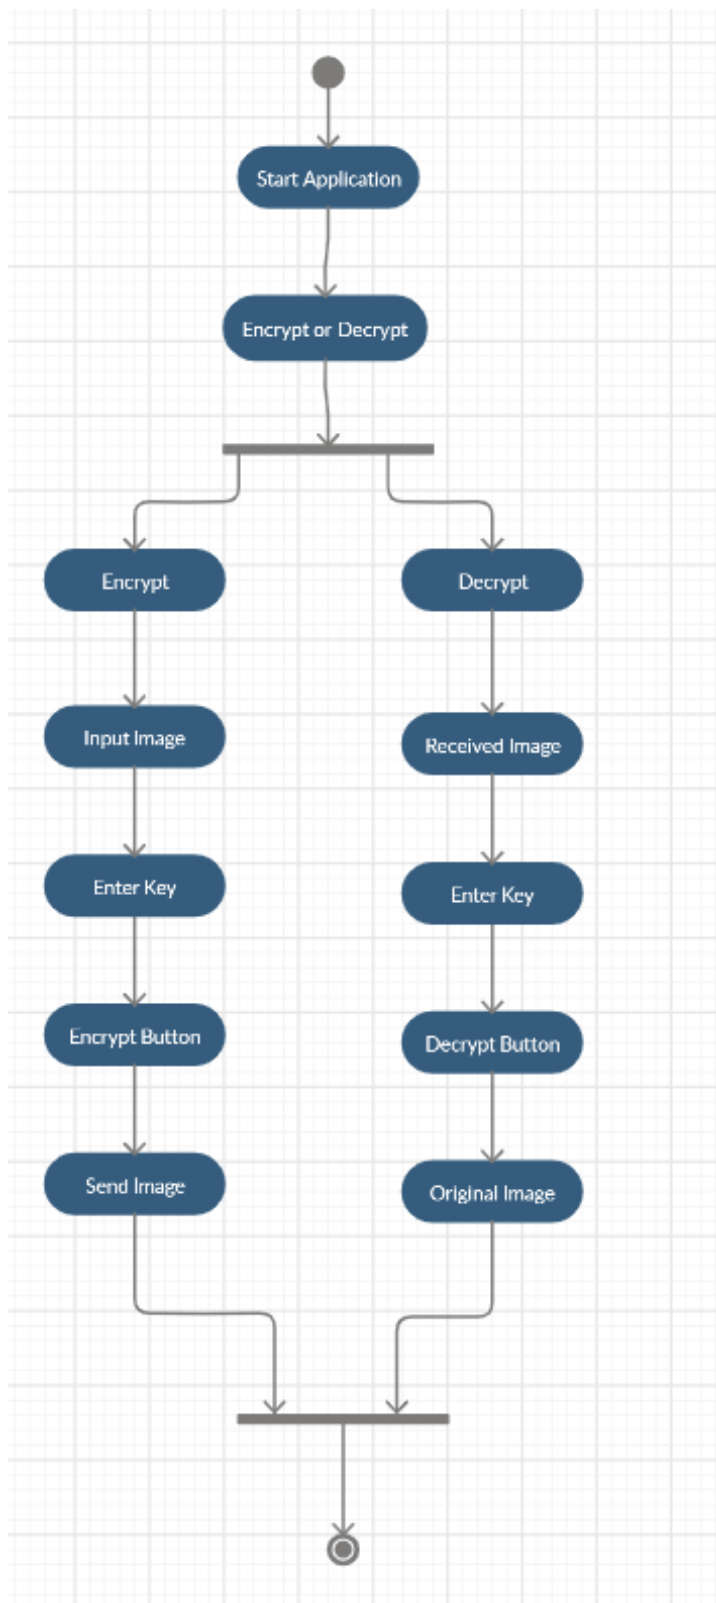 Start Application
Encrypt or Decrypt
Encrypt
Decrypt
Input Image
Received Image
Enter Key
Enter Key
Encrypt Button
Decrypt Button
Send Image
Original Image